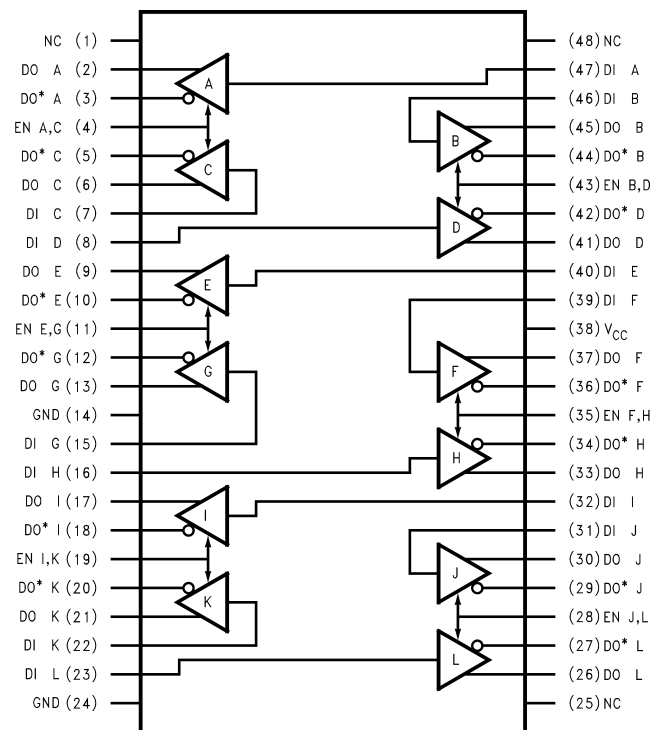 NC (1)
DO A (2)
DO* A (3)
EN A,C (4)
DO* C (5)
DO C (6)
DI C (7)
DI D (8)
DO E (9)
DO* E (10)
EN E,G (11)
DO* G (12)
DO G (13)
GND (14)
DI G (15)
DI H (16)
DO I (17)
DO* I (18)
EN I,K (19)
DO* K (20)
DO K (21)
DI K (22)
DI L (23)
GND (24)
A
C
E
G
I
K
B
D
F
H
J
L
(48) NC
(47) DI A
(46) DI B
(45) DO B
(44) DO* B
(43) EN B,D
(42) DO* D
(41) DO D
(40) DI E
(39) DI F
(38) VCC
(37) DO F
(36) DO* F
(35) EN F,H
(34) DO* H
(33) DO H
(32) DI I
(31) DI J
(30) DO J
(29) DO* J
(28) EN J,L
(27) DO* L
(26) DO L
(25) NC